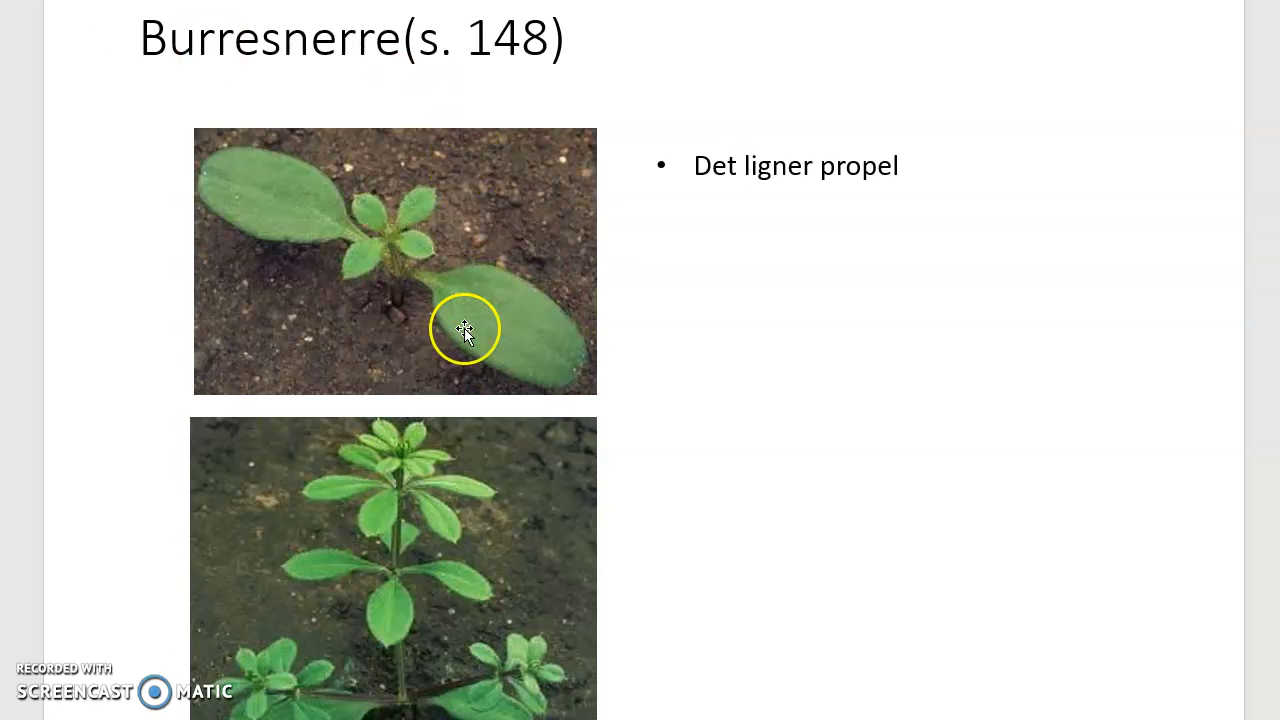 Burresnerre(s. 148)
• Det ligner propel
RECORDED WITH
SCREENCAST MATIC